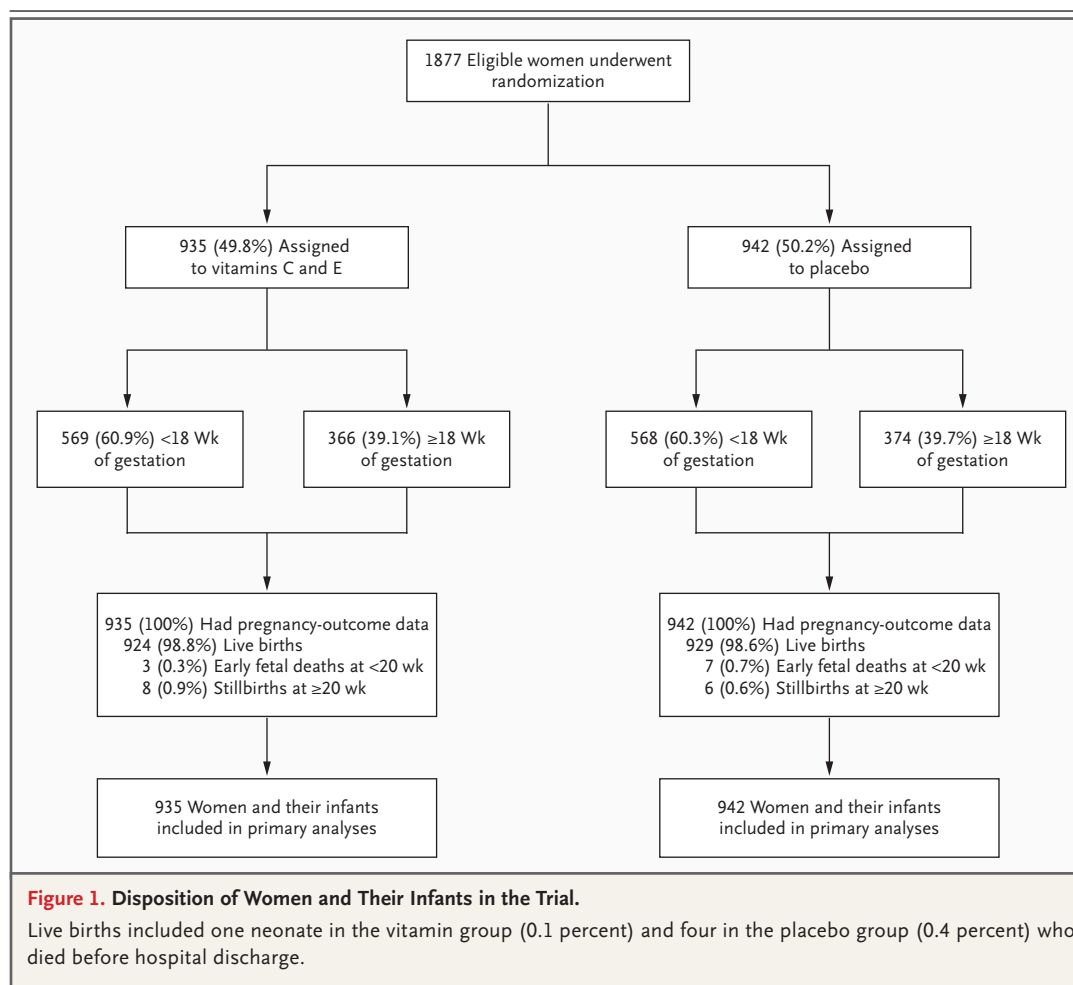 1877 Eligible women underwent
randomization
935 (49.8%) Assigned
to vitamins C and E
942 (50.2%) Assigned
to placebo
569 (60.9%) <18 Wk
of gestation
366 (39.1%) ≥18 Wk
of gestation
568 (60.3%) <18 Wk
of gestation
374 (39.7%) ≥18 Wk
of gestation
935 (100%) Had pregnancy-outcome data
924 (98.8%) Live births
3 (0.3%) Early fetal deaths at <20 wk
8 (0.9%) Stillbirths at ≥20 wk
942 (100%) Had pregnancy-outcome data
929 (98.6%) Live births
7 (0.7%) Early fetal deaths at <20 wk
6 (0.6%) Stillbirths at ≥20 wk
935 Women and their infants
included in primary analyses
942 Women and their infants
included in primary analyses
Figure 1. Disposition of Women and Their Infants in the Trial.
Live births included one neonate in the vitamin group (0.1 percent) and four in the placebo group (0.4 percent) who
died before hospital discharge.